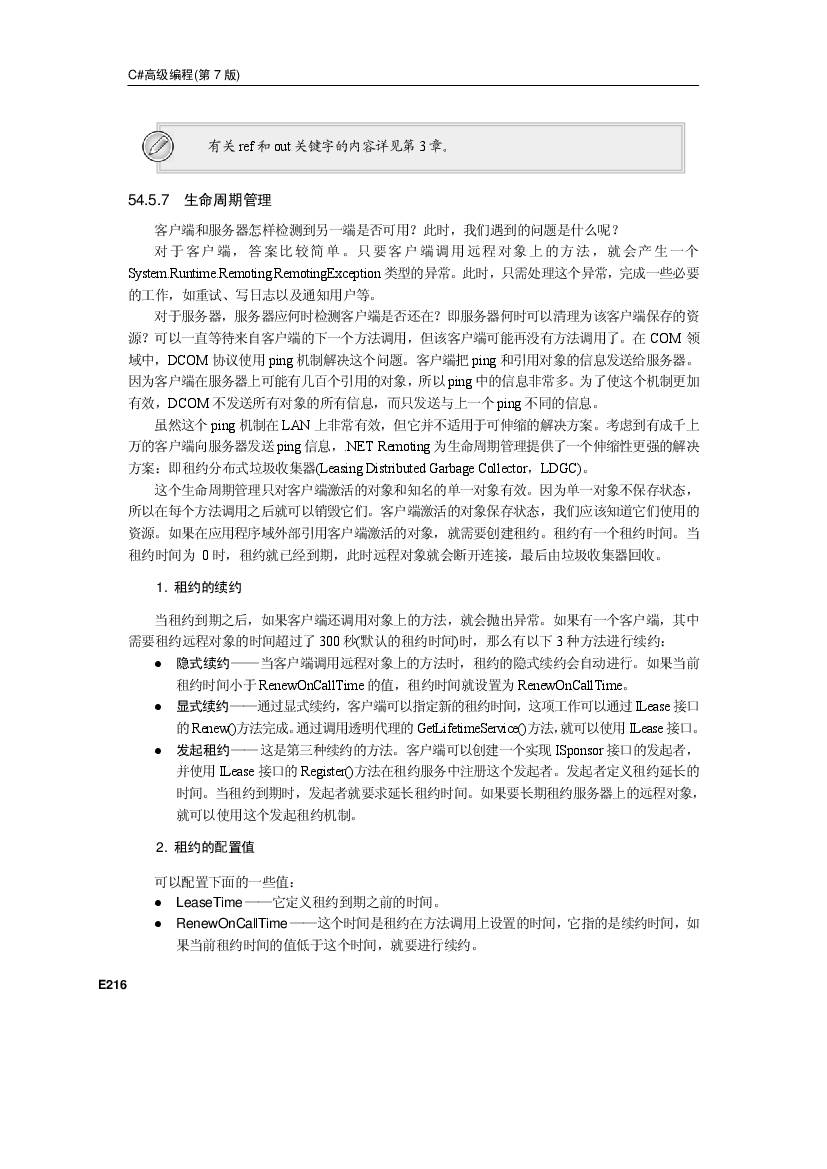 C#高级编程(第 7 版)
有关 ref 和 out 关键字的内容详见第 3 章。
54.5.7 生命周期管理
客户端和服务器怎样检测到另一端是否可用？此时，我们遇到的问题是什么呢？
对于客户端，答案比较简单。只要客户端调用远程对象上的方法，就会产生一个
System.Runtime.Remoting.RemotingException 类型的异常。此时，只需处理这个异常，完成一些必要
的工作，如重试、写日志以及通知用户等。
对于服务器，服务器应何时检测客户端是否还在？即服务器何时可以清理为该客户端保存的资
源？可以一直等待来自客户端的下一个方法调用，但该客户端可能再没有方法调用了。在 COM 领
域中，DCOM 协议使用 ping 机制解决这个问题。客户端把 ping 和引用对象的信息发送给服务器。
因为客户端在服务器上可能有几百个引用的对象，所以 ping 中的信息非常多。为了使这个机制更加
有效，DCOM 不发送所有对象的所有信息，而只发送与上一个 ping 不同的信息。
虽然这个 ping 机制在 LAN 上非常有效，但它并不适用于可伸缩的解决方案。考虑到有成千上
万的客户端向服务器发送 ping 信息，.NET Remoting 为生命周期管理提供了一个伸缩性更强的解决
方案：即租约分布式垃圾收集器(Leasing Distributed Garbage Collector，LDGC)。
这个生命周期管理只对客户端激活的对象和知名的单一对象有效。因为单一对象不保存状态，
所以在每个方法调用之后就可以销毁它们。客户端激活的对象保存状态，我们应该知道它们使用的
资源。如果在应用程序域外部引用客户端激活的对象，就需要创建租约。租约有一个租约时间。当
租约时间为 0 时，租约就已经到期，此时远程对象就会断开连接，最后由垃圾收集器回收。
1. 租约的续约
当租约到期之后，如果客户端还调用对象上的方法，就会抛出异常。如果有一个客户端，其中
需要租约远程对象的时间超过了 300 秒(默认的租约时间)时，那么有以下 3 种方法进行续约：
● 隐式续约——当客户端调用远程对象上的方法时，租约的隐式续约会自动进行。如果当前
租约时间小于 RenewOnCallTime 的值，租约时间就设置为 RenewOnCallTime。
● 显式续约——通过显式续约，客户端可以指定新的租约时间，这项工作可以通过 ILease 接口
的 Renew()方法完成。通过调用透明代理的 GetLifetimeService()方法，就可以使用 ILease 接口。
● 发起租约—— 这是第三种续约的方法。客户端可以创建一个实现 ISponsor 接口的发起者，
并使用 ILease 接口的 Register()方法在租约服务中注册这个发起者。发起者定义租约延长的
时间。当租约到期时，发起者就要求延长租约时间。如果要长期租约服务器上的远程对象，
就可以使用这个发起租约机制。
2. 租约的配置值
可以配置下面的一些值：
● LeaseTime ——它定义租约到期之前的时间。
● RenewOnCallTime ——这个时间是租约在方法调用上设置的时间，它指的是续约时间，如
果当前租约时间的值低于这个时间，就要进行续约。
E216